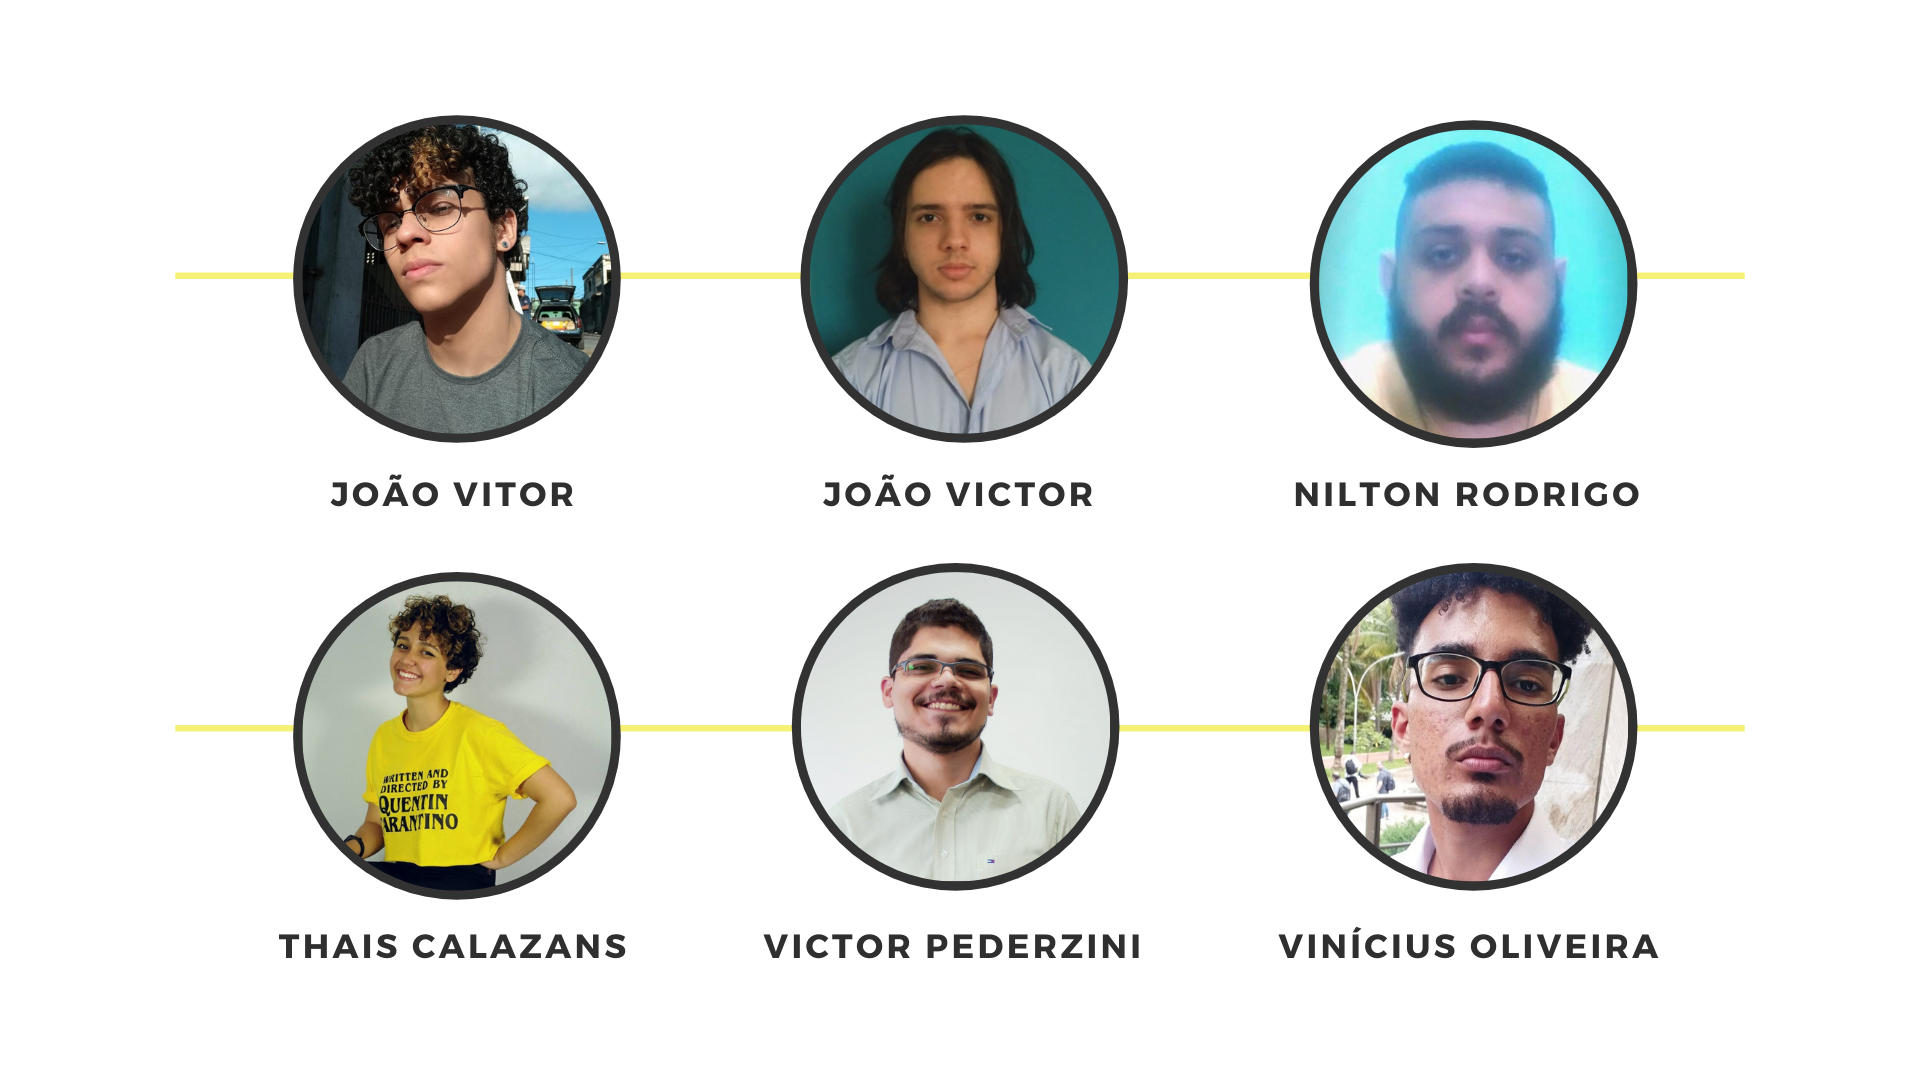 JOÃO VITOR
JOÃO VICTOR
NILTON RODRIGO
WRITTEN AND
DIRECTED BY
QUENTIN
TARANTINO
THAIS CALAZANS
VICTOR PEDERZINI
VINÍCIUS OLIVEIRA